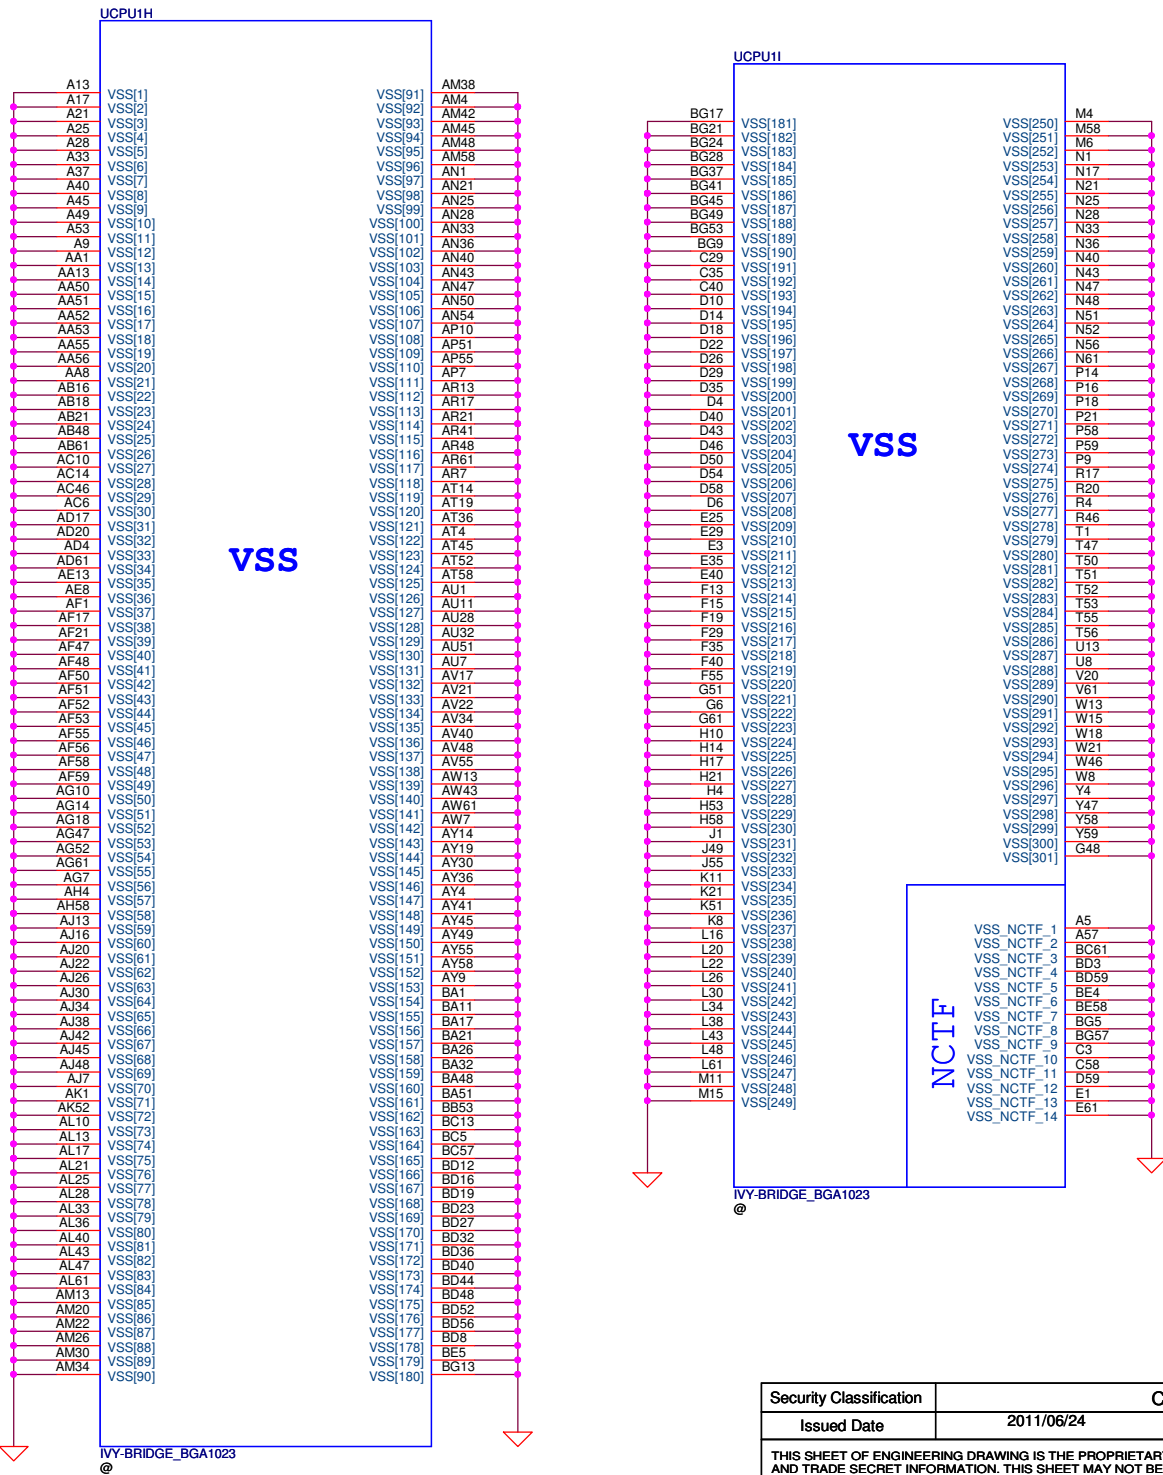 UCPU1H
A13 VSS[1] VSS[91] AM38
A17 VSS[2] VSS[92] AM4
A21 VSS[3] VSS[93] AM42
A25 VSS[4] VSS[94] AM45
A28 VSS[5] VSS[95] AM48
A33 VSS[6] VSS[96] AM58
A37 VSS[7] VSS[97] AN1
A40 VSS[8] VSS[98] AN21
A45 VSS[9] VSS[99] AN25
A49 VSS[10] VSS[100] AN28
A53 VSS[11] VSS[101] AN33
A9 VSS[12] VSS[102] AN36
AA1 VSS[13] VSS[103] AN40
AA13 VSS[14] VSS[104] AN43
AA50 VSS[15] VSS[105] AN47
AA51 VSS[16] VSS[106] AN50
AA52 VSS[17] VSS[107] AN54
AA53 VSS[18] VSS[108] AP10
AA55 VSS[19] VSS[109] AP51
AA56 VSS[20] VSS[110] AP55
AA8 VSS[21] VSS[111] AP7
AB16 VSS[22] VSS[112] AR13
AB18 VSS[23] VSS[113] AR17
AB21 VSS[24] VSS[114] AR21
AB48 VSS[25] VSS[115] AR41
AB61 VSS[26] VSS[116] AR48
AC10 VSS[27] VSS[117] AR61
AC14 VSS[28] VSS[118] AR7
AC46 VSS[29] VSS[119] AT14
AC6 VSS[30] VSS[120] AT19
AD17 VSS[31] VSS[121] AT36
AD20 VSS[32] VSS[122] AT4
AD4 VSS[33] VSS[123] AT45
AD61 VSS[34] VSS[124] AT52
AE13 VSS[35] VSS[125] AT58
AE8 VSS[36] VSS[126] AU1
AF1 VSS[37] VSS[127] AU11
AF17 VSS[38] VSS[128] AU28
AF21 VSS[39] VSS[129] AU32
AF47 VSS[40] VSS[130] AU51
AF48 VSS[41] VSS[131] AU7
AF50 VSS[42] VSS[132] AV17
AF51 VSS[43] VSS[133] AV21
AF52 VSS[44] VSS[134] AV22
AF53 VSS[45] VSS[135] AV34
AF55 VSS[46] VSS[136] AV40
AF56 VSS[47] VSS[137] AV48
AF58 VSS[48] VSS[138] AV55
AF59 VSS[49] VSS[139] AW13
AG10 VSS[50] VSS[140] AW43
AG14 VSS[51] VSS[141] AW61
AG18 VSS[52] VSS[142] AW7
AG47 VSS[53] VSS[143] AY14
AG52 VSS[54] VSS[144] AY19
AG61 VSS[55] VSS[145] AY30
AG7 VSS[56] VSS[146] AY36
AH4 VSS[57] VSS[147] AY4
AH58 VSS[58] VSS[148] AY41
AJ13 VSS[59] VSS[149] AY45
AJ16 VSS[60] VSS[150] AY49
AJ20 VSS[61] VSS[151] AY55
AJ22 VSS[62] VSS[152] AY58
AJ26 VSS[63] VSS[153] AY9
AJ30 VSS[64] VSS[154] BA1
AJ34 VSS[65] VSS[155] BA11
AJ38 VSS[66] VSS[156] BA17
AJ42 VSS[67] VSS[157] BA21
AJ45 VSS[68] VSS[158] BA26
AJ48 VSS[69] VSS[159] BA32
AJ7 VSS[70] VSS[160] BA48
AK1 VSS[71] VSS[161] BA51
AK52 VSS[72] VSS[162] BB53
AL10 VSS[73] VSS[163] BC13
AL13 VSS[74] VSS[164] BC5
AL17 VSS[75] VSS[165] BC57
AL21 VSS[76] VSS[166] BD12
AL25 VSS[77] VSS[167] BD16
AL28 VSS[78] VSS[168] BD19
AL33 VSS[79] VSS[169] BD23
AL36 VSS[80] VSS[170] BD27
AL40 VSS[81] VSS[171] BD32
AL43 VSS[82] VSS[172] BD36
AL47 VSS[83] VSS[173] BD40
AL61 VSS[84] VSS[174] BD44
AM13 VSS[85] VSS[175] BD48
AM20 VSS[86] VSS[176] BD52
AM22 VSS[87] VSS[177] BD56
AM26 VSS[88] VSS[178] BD8
AM30 VSS[89] VSS[179] BE5
AM34 VSS[90] VSS[180] BG13
VSS
IVY-BRIDGE_BGA1023
@
UCPU1I
BG17 VSS[181] VSS[250] M4
BG21 VSS[182] VSS[251] M58
BG24 VSS[183] VSS[252] M6
BG28 VSS[184] VSS[253] N1
BG37 VSS[185] VSS[254] N17
BG41 VSS[186] VSS[255] N21
BG45 VSS[187] VSS[256] N25
BG49 VSS[188] VSS[257] N28
BG53 VSS[189] VSS[258] N33
BG9 VSS[190] VSS[259] N36
C29 VSS[191] VSS[260] N40
C35 VSS[192] VSS[261] N43
C40 VSS[193] VSS[262] N47
D10 VSS[194] VSS[263] N48
D14 VSS[195] VSS[264] N51
D18 VSS[196] VSS[265] N52
D22 VSS[197] VSS[266] N56
D26 VSS[198] VSS[267] N61
D29 VSS[199] VSS[268] P14
D35 VSS[200] VSS[269] P16
D4 VSS[201] VSS[270] P18
D40 VSS[202] VSS[271] P21
D43 VSS[203] VSS[272] P58
D46 VSS[204] VSS[273] P59
D50 VSS[205] VSS[274] P9
D54 VSS[206] VSS[275] R17
D58 VSS[207] VSS[276] R20
D6 VSS[208] VSS[277] R4
E25 VSS[209] VSS[278] R46
E29 VSS[210] VSS[279] T1
E3 VSS[211] VSS[280] T47
E35 VSS[212] VSS[281] T50
E40 VSS[213] VSS[282] T51
F13 VSS[214] VSS[283] T52
F15 VSS[215] VSS[284] T53
F19 VSS[216] VSS[285] T55
F29 VSS[217] VSS[286] T56
F35 VSS[218] VSS[287] U13
F40 VSS[219] VSS[288] U8
F55 VSS[220] VSS[289] V20
G51 VSS[221] VSS[290] V61
G6 VSS[222] VSS[291] W13
G61 VSS[223] VSS[292] W15
H10 VSS[224] VSS[293] W18
H14 VSS[225] VSS[294] W21
H17 VSS[226] VSS[295] W46
H21 VSS[227] VSS[296] W8
H4 VSS[228] VSS[297] Y4
H53 VSS[229] VSS[298] Y47
H58 VSS[230] VSS[299] Y58
J1 VSS[231] VSS[300] Y59
J49 VSS[232] VSS[301] G48
J55 VSS[233]
K11 VSS[234]
K21 VSS[235]
K51 VSS[236]
K8 VSS[237] VSS_NCTF_1 A5
L16 VSS[238] VSS_NCTF_2 A57
L20 VSS[239] VSS_NCTF_3 BC61
L22 VSS[240] VSS_NCTF_4 BD3
L26 VSS[241] VSS_NCTF_5 BD59
L30 VSS[242] VSS_NCTF_6 BE4
L34 VSS[243] VSS_NCTF_7 BE58
L38 VSS[244] VSS_NCTF_8 BG5
L43 VSS[245] VSS_NCTF_9 BG57
L48 VSS[246] VSS_NCTF_10 C3
L61 VSS[247] VSS_NCTF_11 C58
M11 VSS[248] VSS_NCTF_12 D59
M15 VSS[249] VSS_NCTF_13 E1
VSS_NCTF_14 E61
VSS
NCTF
IVY-BRIDGE_BGA1023
@
Security Classification C
Issued Date 2011/06/24
THIS SHEET OF ENGINEERING DRAWING IS THE PROPRIETAR
AND TRADE SECRET INFORMATION. THIS SHEET MAY NOT BE